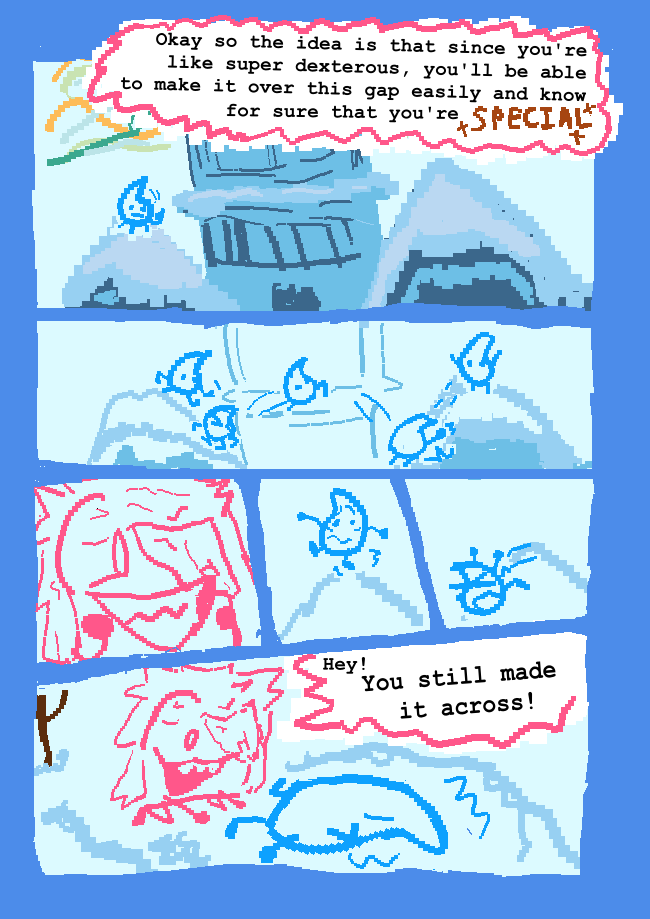 Okay so the idea is that since you're
like super dexterous, you'll be able
to make it over this gap easily and know
for sure that you're SPECIAL
Hey!
You still made
it across!